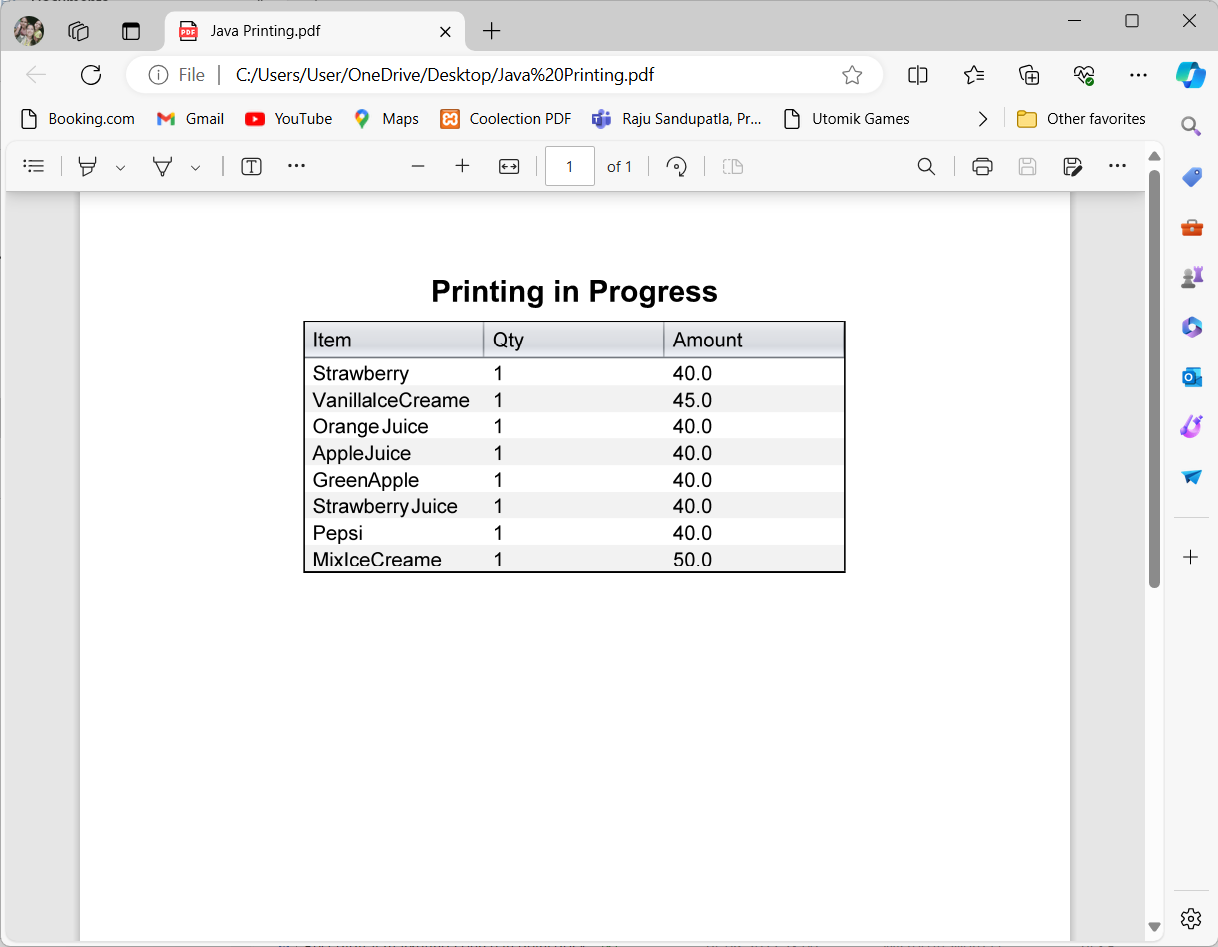 Java Printing.pdf
File C:/Users/User/OneDrive/Desktop/Java%20Printing.pdf
Booking.com Gmail YouTube Maps Coolection PDF Raju Sandupatla, Pr... Utomik Games Other favorites
1 of 1
Printing in Progress
Item Qty Amount
Strawberry 1 40.0
VanillaIceCreame 1 45.0
Orange Juice 1 40.0
AppleJuice 1 40.0
GreenApple 1 40.0
Strawberry Juice 1 40.0
Pepsi 1 40.0
MixIceCreame 1 50.0